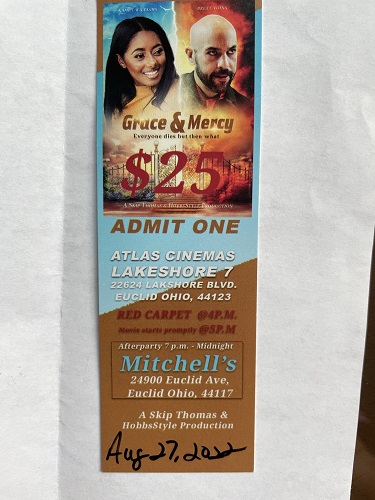 Grace & Mercy
Everyone dies but then what
$25
A Skip Thomas & HobbsStyle Production
ADMIT ONE
ATLAS CINEMAS
LAKESHORE 7
22624 LAKSHORE BLVD.
EUCLID OHIO, 44123
RED CARPET @4P.M.
Movie starts promptly @5P.M
Afterparty 7 p.m. - Midnight
Mitchell's
24900 Euclid Ave,
Euclid Ohio, 44117
A Skip Thomas &
HobbsStyle Production
Aug 27, 2022